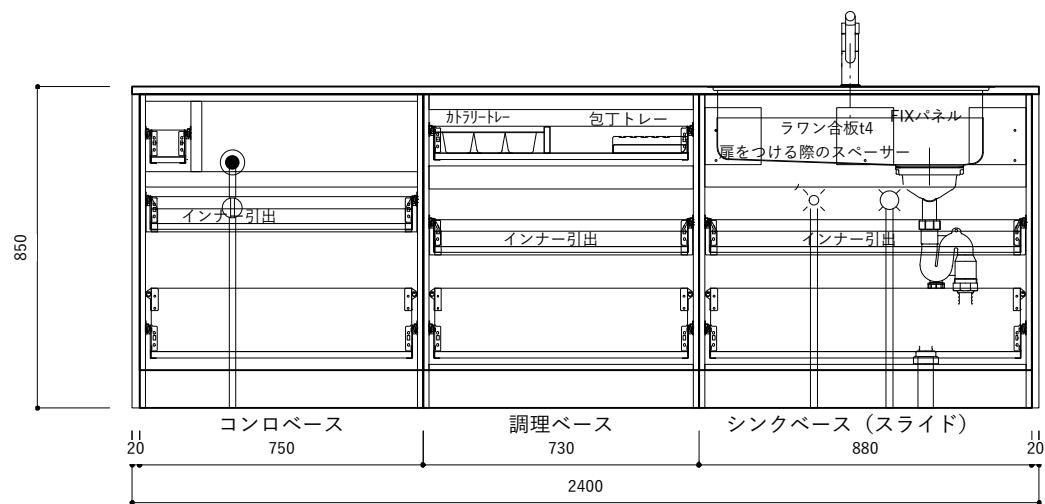 カトラリートレー
包丁トレー
FIXパネル
ラワン合板t4
扉をつける際のスペーサー
インナー引出
インナー引出
インナー引出
850
コンロベース
調理ベース
シンクベース（スライド）
20
750
730
880
20
2400